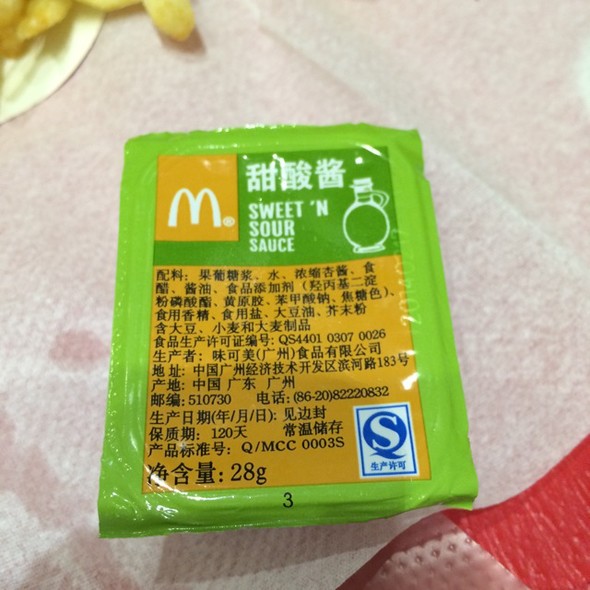 甜酸酱
SWEET 'N
SOUR
SAUCE
配料: 果葡糖浆、水、浓缩杏酱、食
醋、酱油、食品添加剂（羟丙基二淀
粉磷酸酯、黄原胶、苯甲酸钠、焦糖色）、
食用香精、食用盐、大豆油、芥末粉
含大豆、小麦和大麦制品
食品生产许可证编号: QS4401 0307 0026
生产者: 味可美(广州)食品有限公司
地址: 中国广州经济技术开发区滨河路183号
产地: 中国 广东 广州
邮编: 510730 电话: (86-20)82220832
生产日期(年/月/日): 见边封
保质期: 120天 常温储存
产品标准号: Q/MCC 0003S
净含量: 28g
生产许可
3